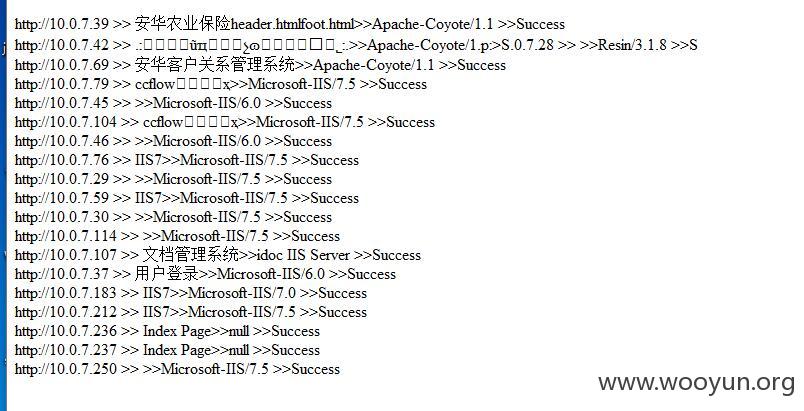 http://10.0.7.39 >> 安华农业保险header.htmlfoot.html>>Apache-Coyote/1.1 >>Success
http://10.0.7.42 >> >>Apache-Coyote/1.p:>S.0.7.28 >> >>Resin/3.1.8 >>S
http://10.0.7.69 >> 安华客户关系管理系统>>Apache-Coyote/1.1 >>Success
http://10.0.7.79 >> ccflow□□□□x>>Microsoft-IIS/7.5 >>Success
http://10.0.7.45 >> >>Microsoft-IIS/6.0 >>Success
http://10.0.7.104 >> ccflow□□□□x>>Microsoft-IIS/7.5 >>Success
http://10.0.7.46 >> >>Microsoft-IIS/6.0 >>Success
http://10.0.7.76 >> IIS7>>Microsoft-IIS/7.5 >>Success
http://10.0.7.29 >> >>Microsoft-IIS/7.5 >>Success
http://10.0.7.59 >> IIS7>>Microsoft-IIS/7.5 >>Success
http://10.0.7.30 >> >>Microsoft-IIS/7.5 >>Success
http://10.0.7.114 >> >>Microsoft-IIS/7.5 >>Success
http://10.0.7.107 >> 文档管理系统>>idoc IIS Server >>Success
http://10.0.7.37 >> 用户登录>>Microsoft-IIS/6.0 >>Success
http://10.0.7.183 >> IIS7>>Microsoft-IIS/7.0 >>Success
http://10.0.7.212 >> IIS7>>Microsoft-IIS/7.5 >>Success
http://10.0.7.236 >> Index Page>>null >>Success
http://10.0.7.237 >> Index Page>>null >>Success
http://10.0.7.250 >> >>Microsoft-IIS/7.5 >>Success
www.wooyun.org